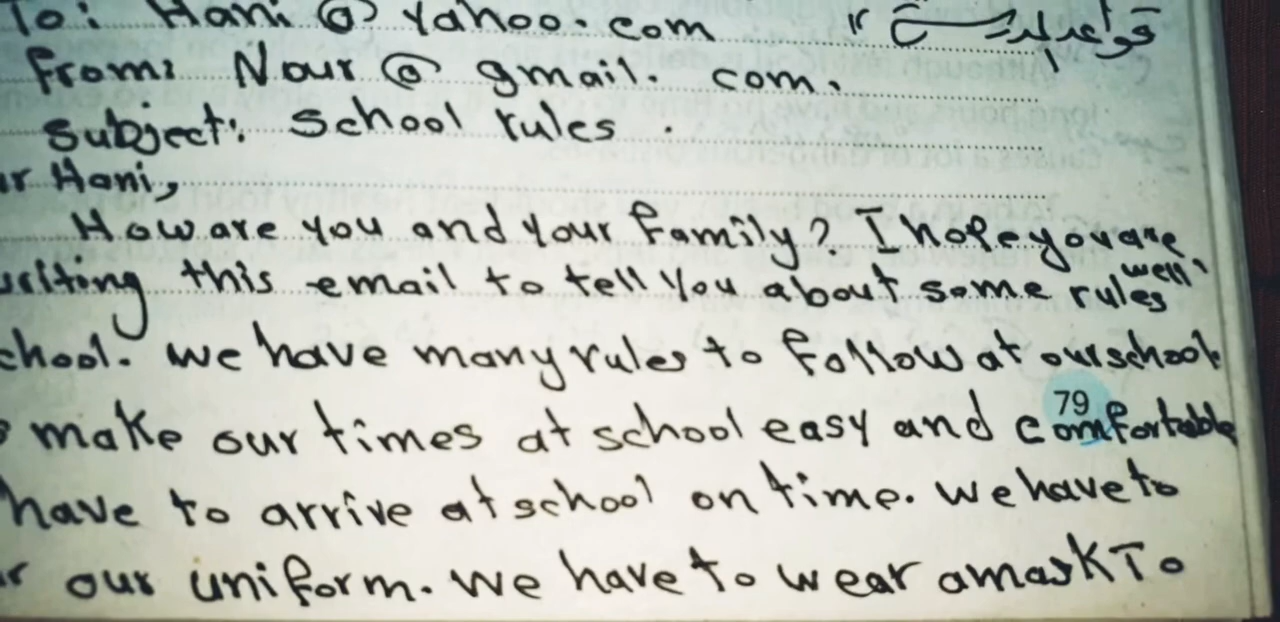 To: Hani @ Yahoo.com
From: Nour @ gmail. com.
Subject: School rules.
Hani,
How are you and your family? I hope you are well.
this email to tell you about some rules
we have many rules to follow at our school
make our times at school easy and comfortable
79
have to arrive at school on time. we have to
our uniform. we have to wear a mask To